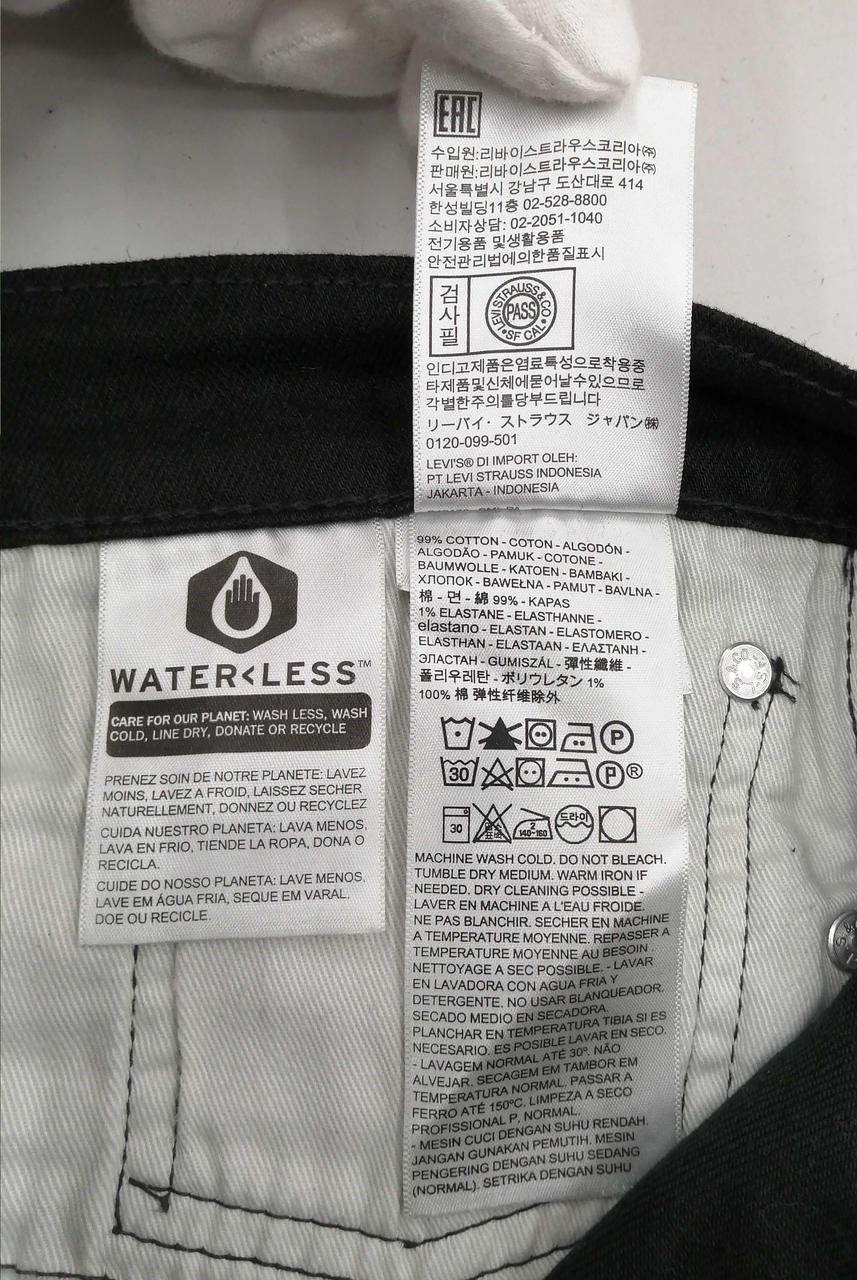 EAC
수입원:리바이스트라우스코리아㈜
판매원:리바이스트라우스코리아㈜
서울특별시 강남구 도산대로 414
한성빌딩11층 02-528-8800
소비자상담: 02-2051-1040
전기용품 및생활용품
안전관리법에의한품질표시
검
사
필
LEVI STRAUSS & CO.
PASS
SF CAL.
인디고제품은염료특성으로착용중
타제품및신체에묻어날수있으므로
각별한주의를당부드립니다
リーバイ・ストラウス ジャパン㈱
0120-099-501
LEVI'S® DI IMPORT OLEH:
PT LEVI STRAUSS INDONESIA
JAKARTA - INDONESIA
99% COTTON - COTON - ALGODÓN -
ALGODÃO - PAMUK - COTONE -
BAUMWOLLE - KATOEN - BAMBAKI -
ХЛОПОК - BAWEŁNA - PAMUT - BAVLNA -
棉 - 면 - 綿 99% - KAPAS
1% ELASTANE - ELASTHANNE -
elastano - ELASTAN - ELASTOMERO -
ELASTHAN - ELASTAAN - ΕΛΑΣΤΑΝΗ -
ЭЛАСТАН - GUMISZÁL - 彈性纖維 -
폴리우레탄 - ポリウレタン 1%
100% 棉 弹性纤维除外
P
30 P ®
30 2 140~160 드라이
MACHINE WASH COLD. DO NOT BLEACH.
TUMBLE DRY MEDIUM. WARM IRON IF
NEEDED. DRY CLEANING POSSIBLE -
LAVER EN MACHINE A L'EAU FROIDE.
NE PAS BLANCHIR. SECHER EN MACHINE
A TEMPERATURE MOYENNE. REPASSER A
TEMPERATURE MOYENNE AU BESOIN .
NETTOYAGE A SEC POSSIBLE. - LAVAR
EN LAVADORA CON AGUA FRIA Y
DETERGENTE. NO USAR BLANQUEADOR.
SECADO MEDIO EN SECADORA.
PLANCHAR EN TEMPERATURA TIBIA SI ES
NECESARIO. ES POSIBLE LAVAR EN SECO.
- LAVAGEM NORMAL ATÉ 30º. NÃO
ALVEJAR. SECAGEM EM TAMBOR EM
TEMPERATURA NORMAL. PASSAR A
FERRO ATÉ 150ºC. LIMPEZA A SECO
PROFISSIONAL P, NORMAL.
- MESIN CUCI DENGAN SUHU RENDAH.
JANGAN GUNAKAN PEMUTIH. MESIN
PENGERING DENGAN SUHU SEDANG
(NORMAL). SETRIKA DENGAN SUHU
WATER<LESS™
CARE FOR OUR PLANET: WASH LESS, WASH
COLD, LINE DRY, DONATE OR RECYCLE
PRENEZ SOIN DE NOTRE PLANETE: LAVEZ
MOINS, LAVEZ A FROID, LAISSEZ SECHER
NATURELLEMENT, DONNEZ OU RECYCLEZ
CUIDA NUESTRO PLANETA: LAVA MENOS,
LAVA EN FRIO, TIENDE LA ROPA, DONA O
RECICLA.
CUIDE DO NOSSO PLANETA: LAVE MENOS,
LAVE EM ÁGUA FRIA, SEQUE EM VARAL,
DOE OU RECICLE.